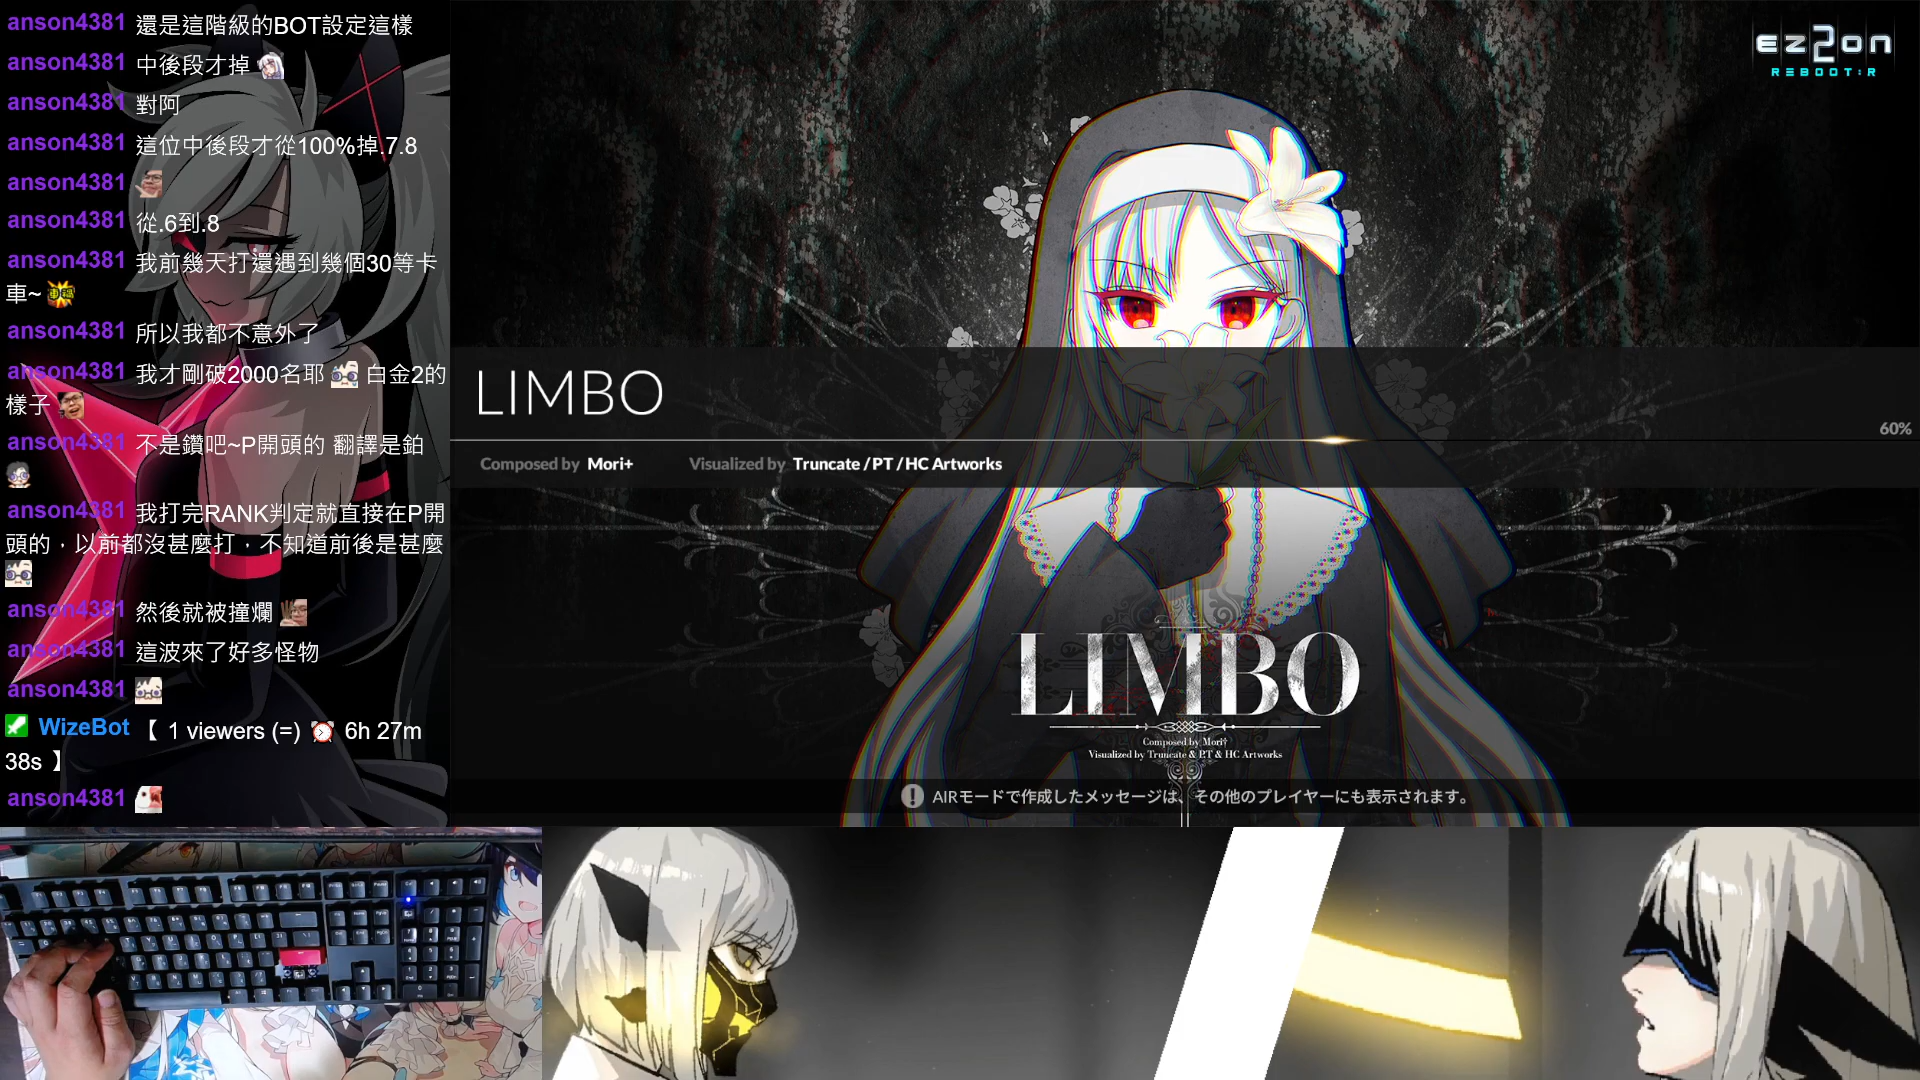 anson4381 還是這階級的BOT設定這樣
anson4381 中後段才掉
anson4381 對阿
anson4381 這位中後段才從100%掉.7.8
anson4381
anson4381 從.6到.8
anson4381 我前幾天打還遇到幾個30等卡
車~
anson4381 所以我都不意外了
anson4381 我才剛破2000名耶 白金2的
樣子
anson4381 不是鑽吧~P開頭的 翻譯是鉑
anson4381 我打完RANK判定就直接在P開
頭的，以前都沒甚麼打，不知道前後是甚麼
anson4381 然後就被撞爛
anson4381 這波來了好多怪物
anson4381
WizeBot 【 1 viewers (=) 6h 27m
38s 】
anson4381
ez2on
REBOOT:R
LIMBO
60%
Composed by Mori+ Visualized by Truncate / PT / HC Artworks
LIMBO
Composed by Mori†
Visualized by Truncate & P.T & HC Artworks
AIRモードで作成したメッセージは、その他のプレイヤーにも表示されます。